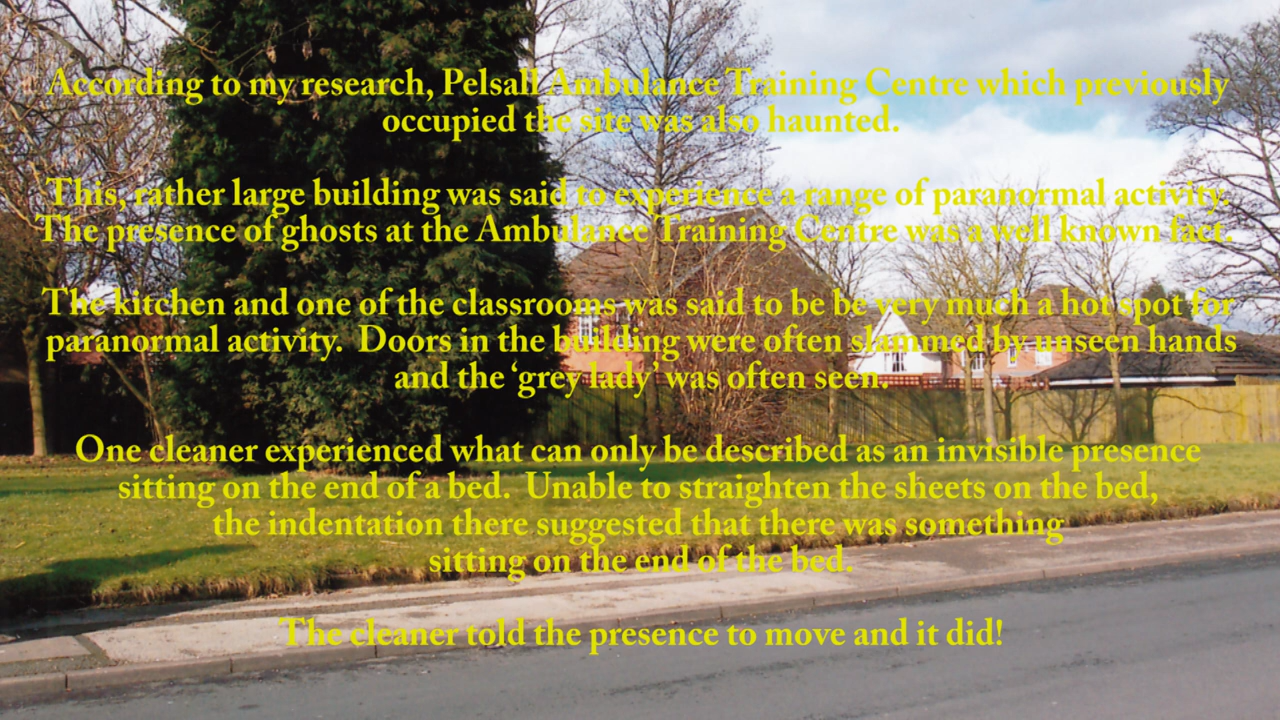 According to my research, Pelsall Ambulance Training Centre which previously
occupied the site was also haunted.
This, rather large building was said to experience a range of paranormal activity.
The presence of ghosts at the Ambulance Training Centre was a well known fact.
The kitchen and one of the classrooms was said to be be very much a hot spot for
paranormal activity.  Doors in the building were often slammed by unseen hands
and the ‘grey lady’ was often seen.
One cleaner experienced what can only be described as an invisible presence
sitting on the end of a bed.  Unable to straighten the sheets on the bed,
the indentation there suggested that there was something
sitting on the end of the bed.
The cleaner told the presence to move and it did!